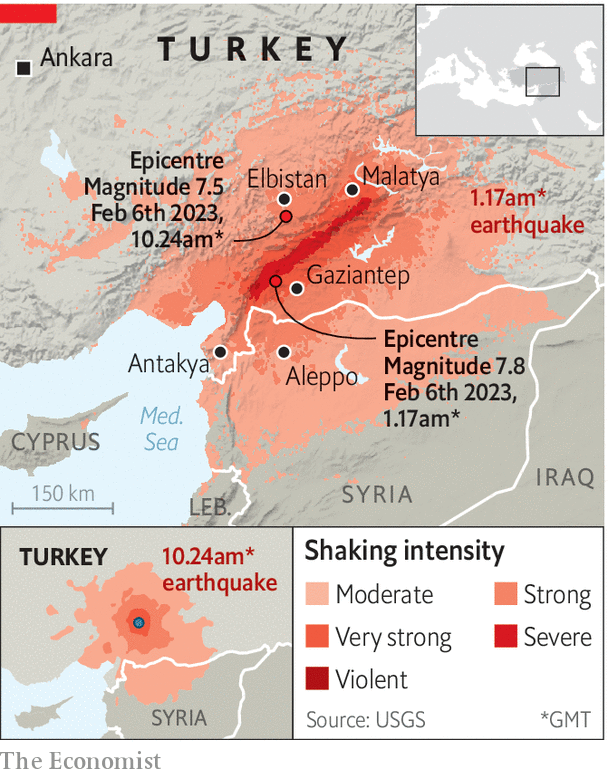 TURKEY
Ankara
Epicentre
Magnitude 7.5
Feb 6th 2023,
10.24am*
Elbistan
Malatya
1.17am*
earthquake
Gaziantep
Epicentre
Magnitude 7.8
Feb 6th 2023,
1.17am*
Antakya
Aleppo
Med.
Sea
CYPRUS
150 km
LEB.
SYRIA
IRAQ
TURKEY
10.24am*
earthquake
SYRIA
Shaking intensity
Moderate
Strong
Very strong
Severe
Violent
Source: USGS
*GMT
The Economist